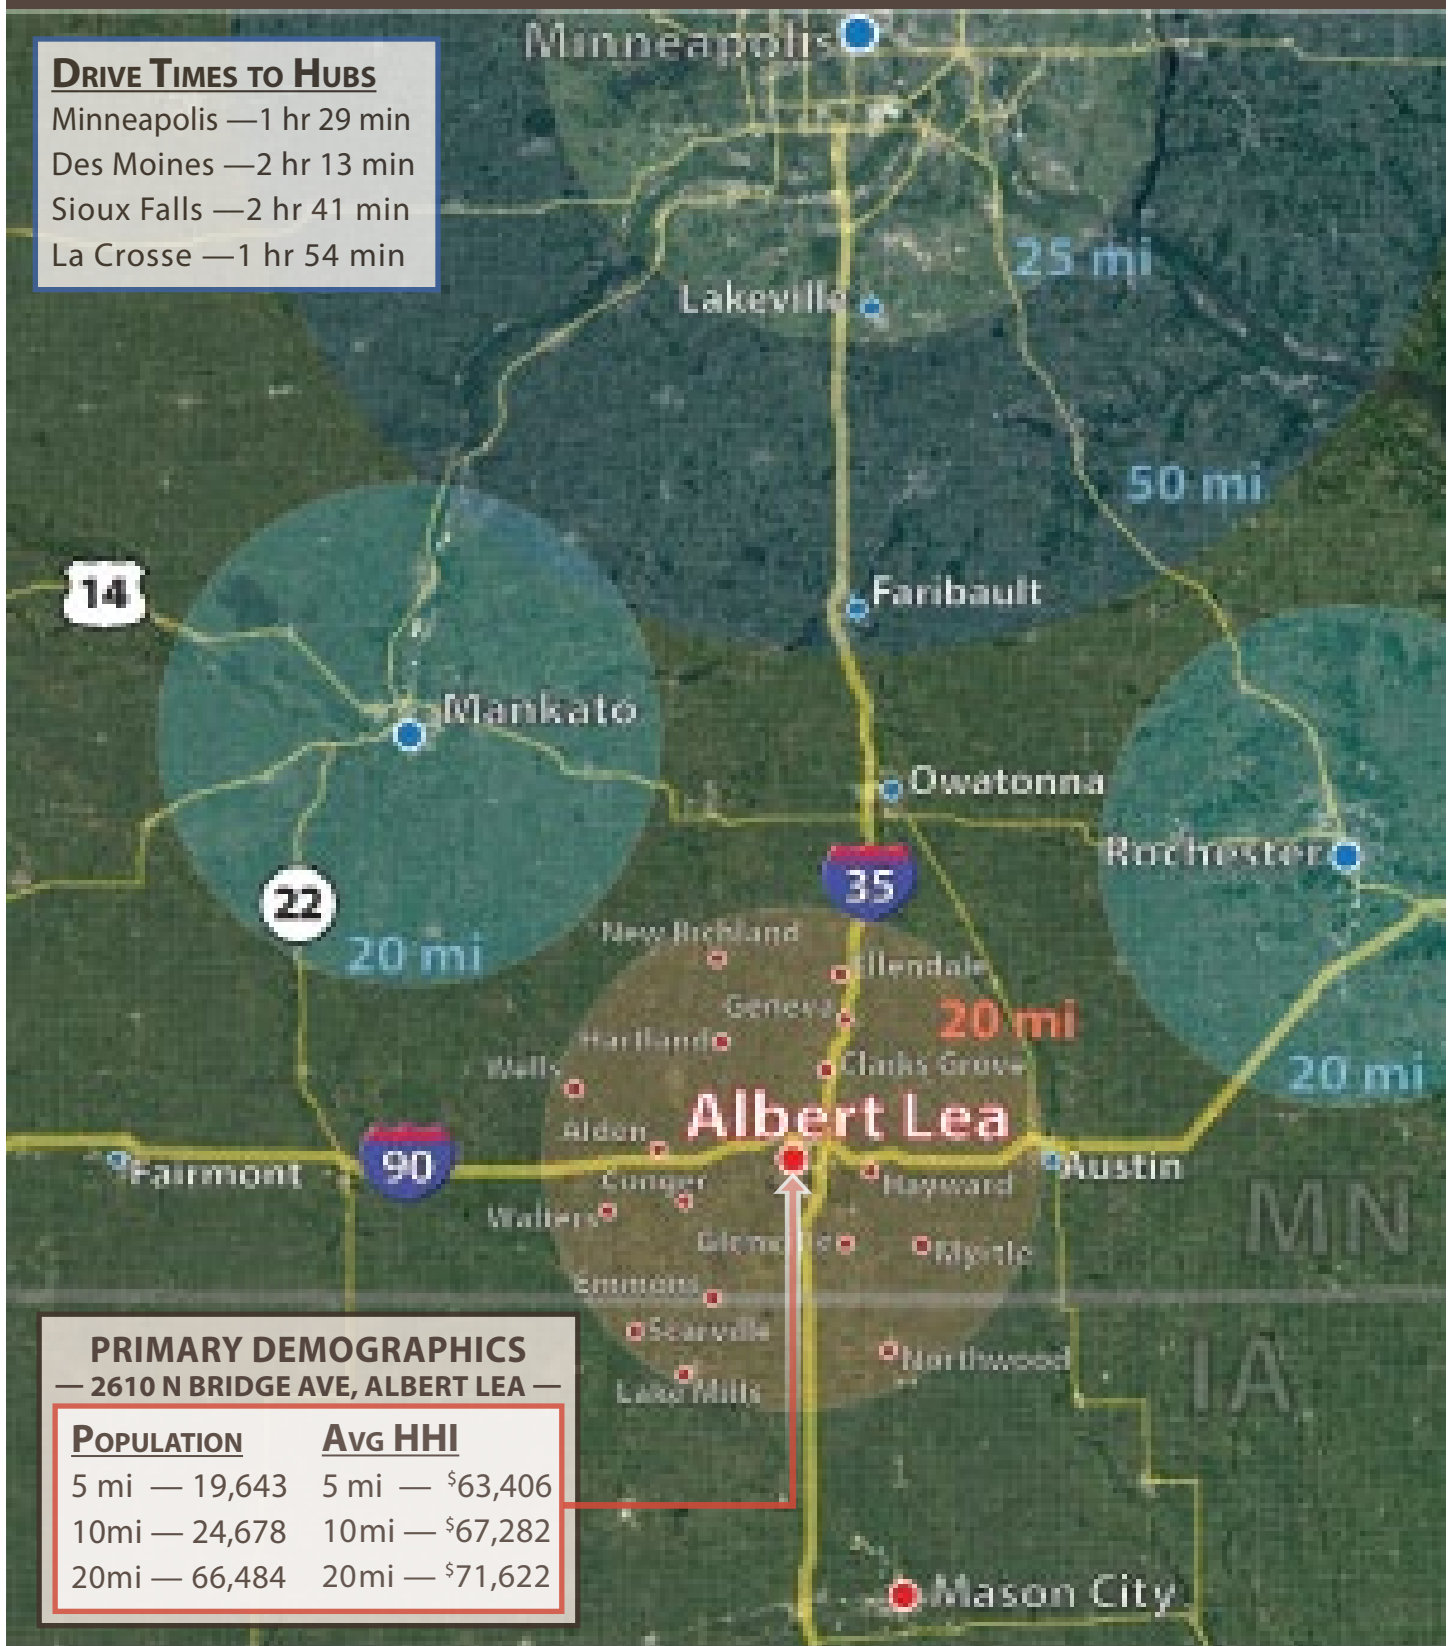 Minneapolis
DRIVE TIMES TO HUBS
Minneapolis —1 hr 29 min
Des Moines —2 hr 13 min
Sioux Falls —2 hr 41 min
La Crosse —1 hr 54 min
25 mi
Lakeville
50 mi
14
Faribault
Mankato
Owatonna
Rochester
35
22
New Richland
20 mi
Ellendale
Geneva
20 mi
Hartland
Wells
Clarks Grove
20 mi
Albert Lea
Alden
90
Fairmont
Austin
Conger
Hayward
Walters
MN
Glenville
Myrtle
Emmons
Scarville
Northwood
IA
Lake Mills
PRIMARY DEMOGRAPHICS
— 2610 N BRIDGE AVE, ALBERT LEA —
POPULATION AVG HHI
5 mi — 19,643 5 mi — $63,406
10mi — 24,678 10mi — $67,282
20mi — 66,484 20mi — $71,622
Mason City